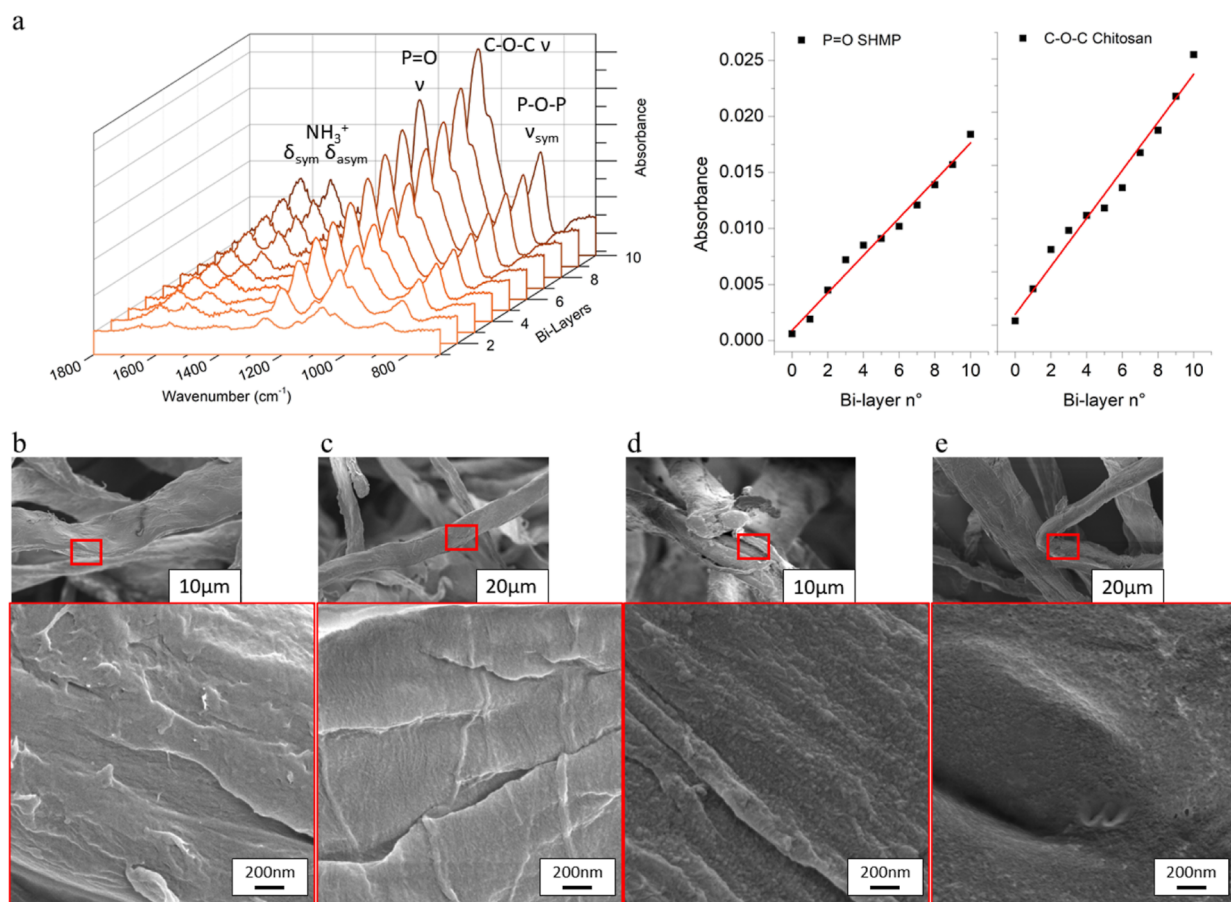 a
C-O-C ν
P=O
ν
P-O-P
ν_sym
NH₃⁺
δ_sym δ_asym
Absorbance
10
8
6
4
2
Bi-Layers
1800
1600
1400
1200
1000
800
Wavenumber (cm⁻¹)
P=O SHMP
C-O-C Chitosan
0.025
0.020
0.015
0.010
0.005
0.000
Absorbance
0 2 4 6 8 10
0 2 4 6 8 10
Bi-layer n°
Bi-layer n°
b
c
d
e
10μm
20μm
10μm
20μm
200nm
200nm
200nm
200nm